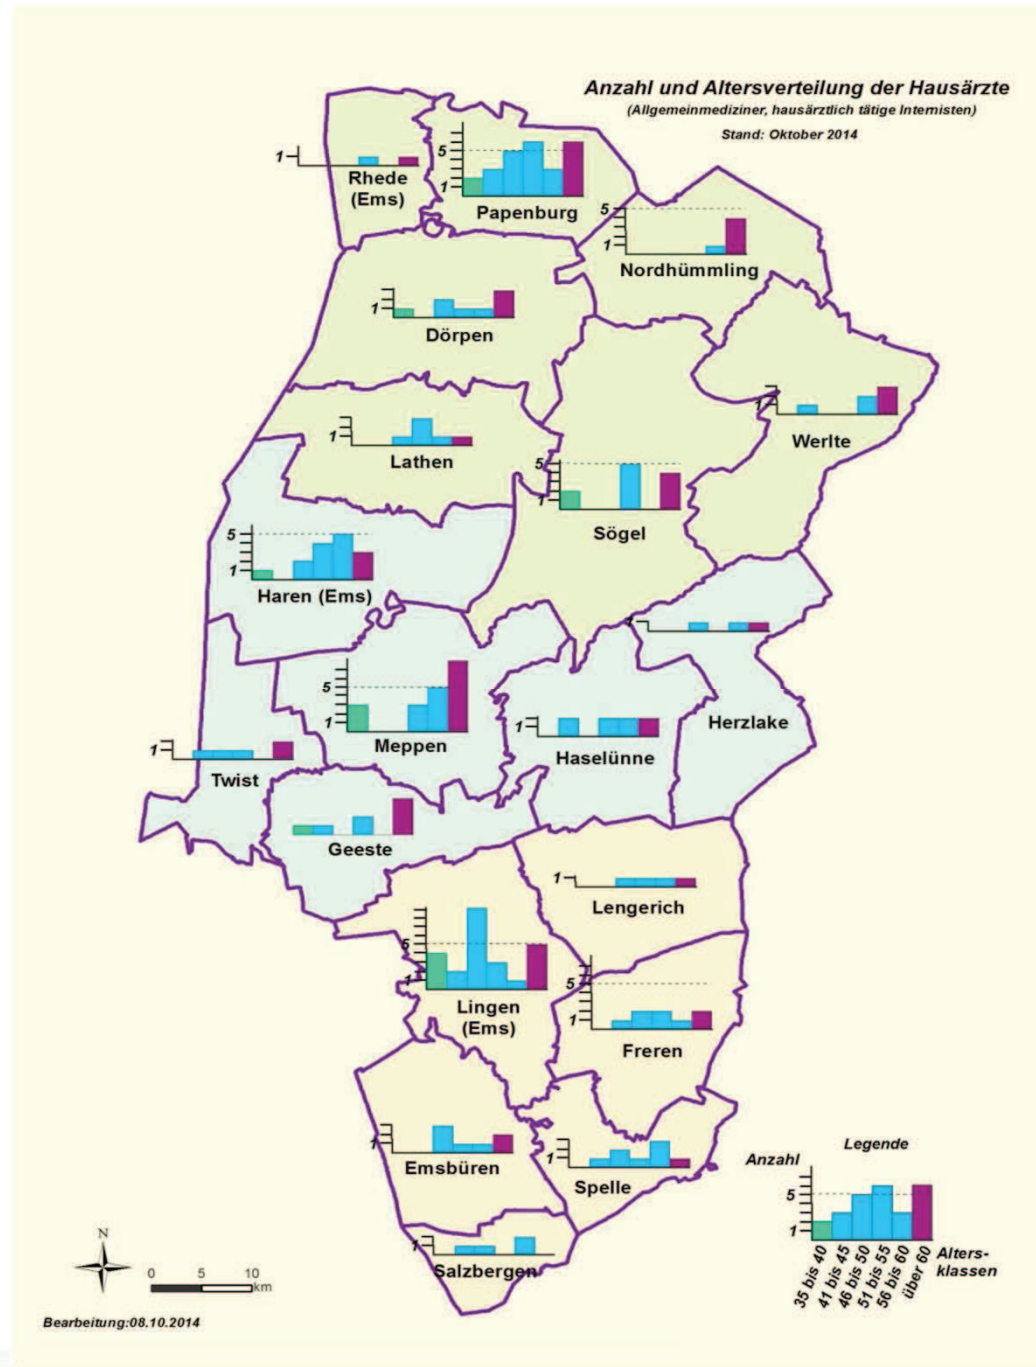 Anzahl und Altersverteilung der Hausärzte
(Allgemeinmediziner, hausärztlich tätige Internisten)
Stand: Oktober 2014
1
Rhede
(Ems)
5
1
Papenburg
5
1
Nordhümmling
1
Dörpen
1
Werlte
1
Lathen
5
1
Sögel
5
1
Haren (Ems)
1
Herzlake
5
1
Meppen
1
Haselünne
1
Twist
Geeste
1
Lengerich
5
1
Lingen
(Ems)
5
1
Freren
1
Emsbüren
1
Spelle
1
Salzbergen
Legende
Anzahl
5
1
35 bis 40
41 bis 45
46 bis 50
51 bis 55
56 bis 60
über 60
Alters-
klassen
N
0 5 10
km
Bearbeitung:08.10.2014